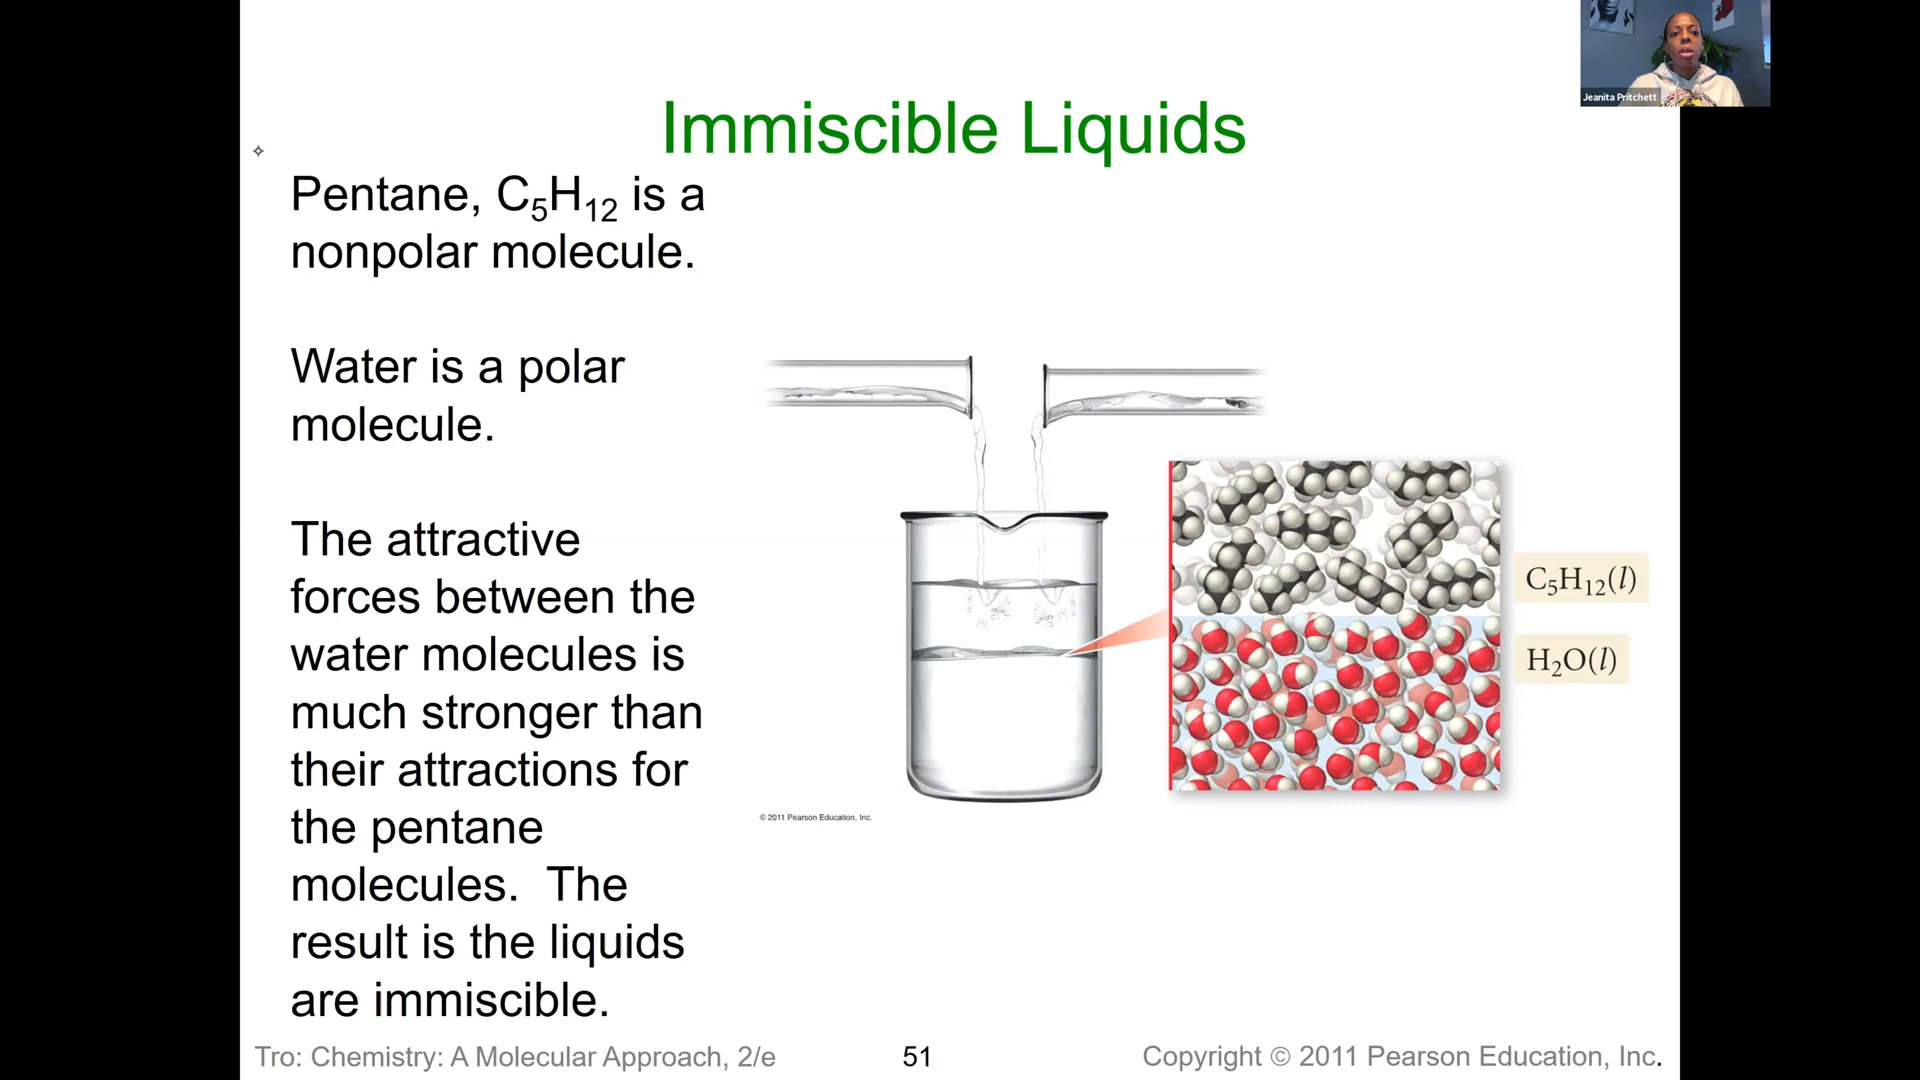 Jeanita Pritchett
Immiscible Liquids
Pentane, C₅H₁₂ is a
nonpolar molecule.
Water is a polar
molecule.
The attractive
forces between the
water molecules is
much stronger than
their attractions for
the pentane
molecules.  The
result is the liquids
are immiscible.
C₅H₁₂(l)
H₂O(l)
© 2011 Pearson Education, Inc.
Tro: Chemistry: A Molecular Approach, 2/e
51
Copyright © 2011 Pearson Education, Inc.